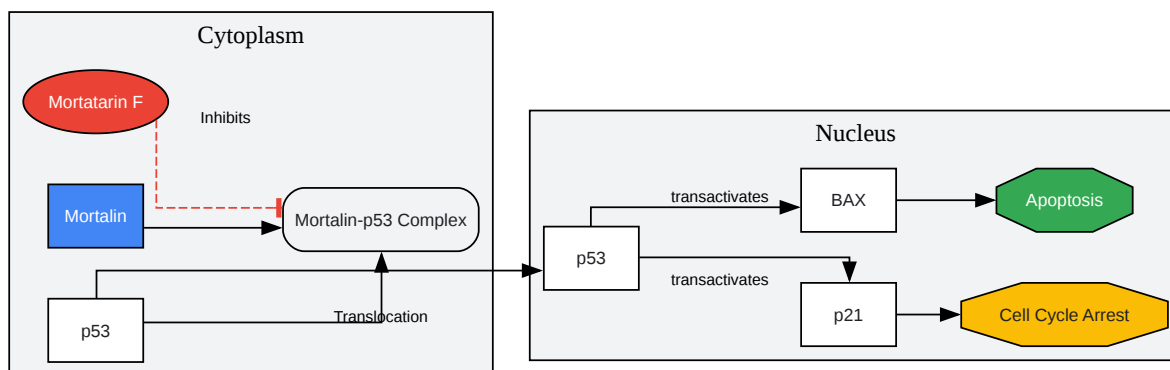 Cytoplasm
Mortatarin F
Inhibits
Mortalin
Mortalin-p53 Complex
p53
Translocation
Nucleus
transactivates
BAX
Apoptosis
p53
transactivates
p21
Cell Cycle Arrest